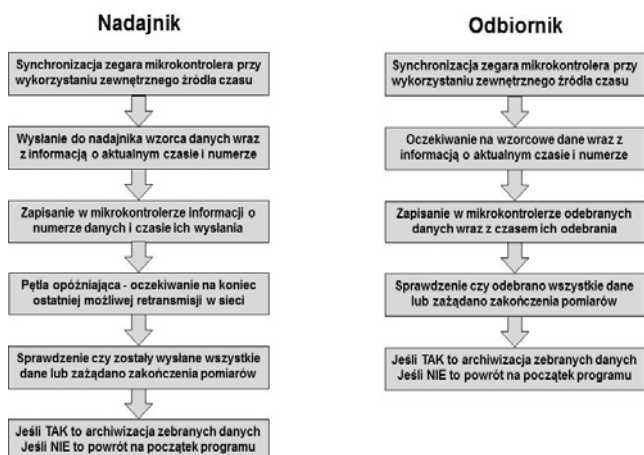 Nadajnik
Synchronizacja zegara mikrokontrolera przy
wykorzystaniu zewnętrznego źródła czasu
Wysłanie do nadajnika wzorca danych wraz
z informacją o aktualnym czasie i numerze
Zapisanie w mikrokontrolerze informacji o
numerze danych i czasie ich wysłania
Pętla opóźniająca - oczekiwanie na koniec
ostatniej możliwej retransmisji w sieci
Sprawdzenie czy zostały wysłane wszystkie
dane lub zażądano zakończenia pomiarów
Jeśli TAK to archiwizacja zebranych danych
Jeśli NIE to powrót na początek programu
Odbiornik
Synchronizacja zegara mikrokontrolera przy
wykorzystaniu zewnętrznego źródła czasu
Oczekiwanie na wzorcowe dane wraz z
informacją o aktualnym czasie i numerze
Zapisanie w mikrokontrolerze odebranych
danych wraz z czasem ich odebrania
Sprawdzenie czy odebrano wszystkie dane
lub zażądano zakończenia pomiarów
Jeśli TAK to archiwizacja zebranych danych
Jeśli NIE to powrót na początek programu